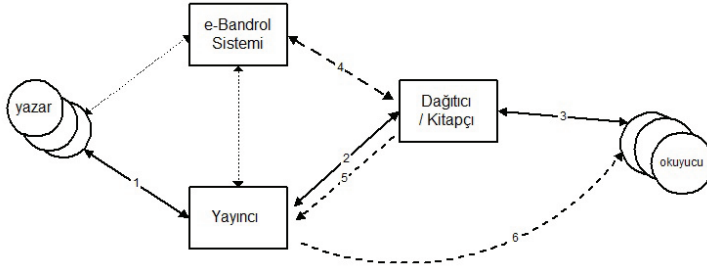 e-Bandrol
Sistemi
4
yazar
Dağıtıcı
/ Kitapçı
3
2
okuyucu
5
1
Yayıncı
6